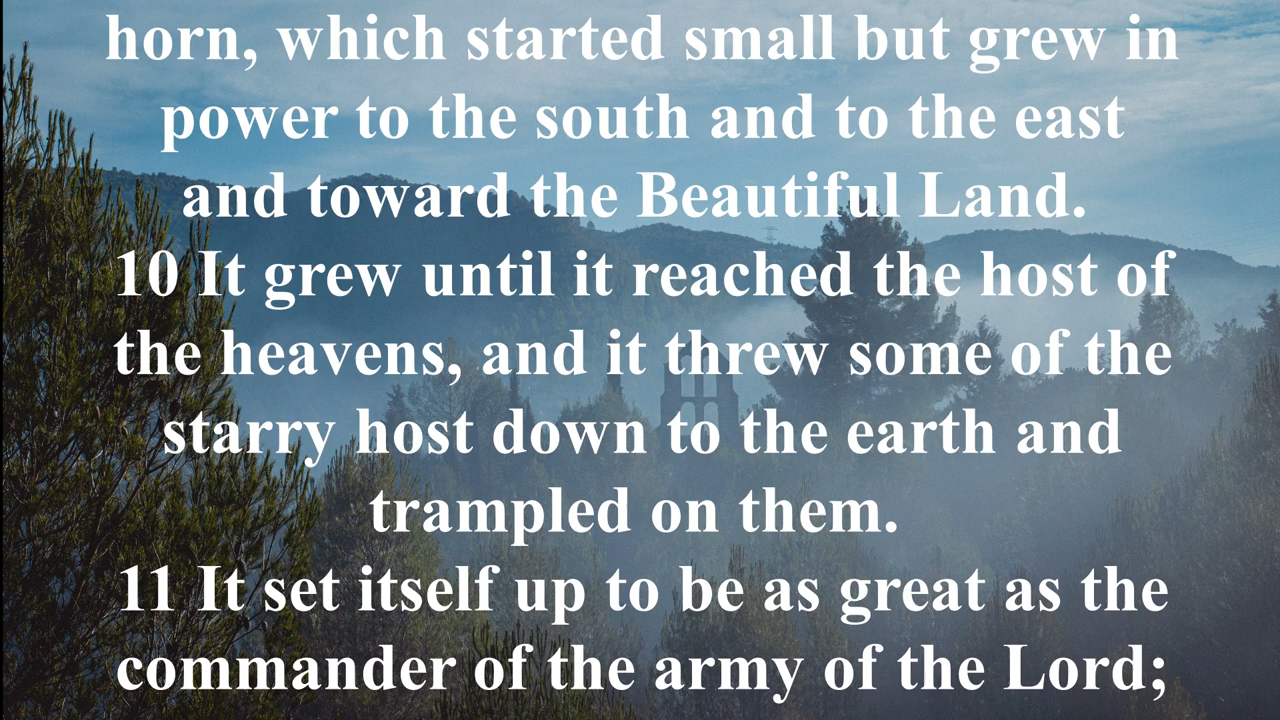 horn, which started small but grew in
power to the south and to the east
and toward the Beautiful Land.
10 It grew until it reached the host of
the heavens, and it threw some of the
starry host down to the earth and
trampled on them.
11 It set itself up to be as great as the
commander of the army of the Lord;